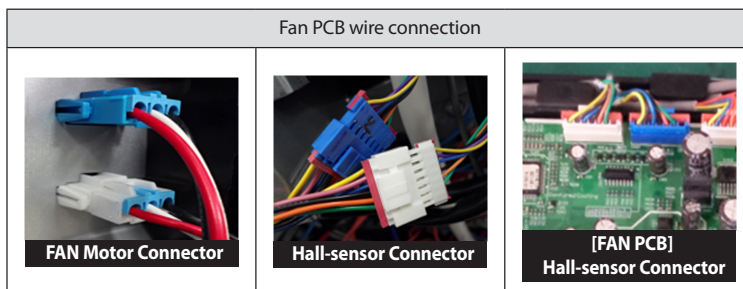 Fan PCB wire connection
FAN Motor Connector
Hall-sensor Connector
[FAN PCB]
Hall-sensor Connector